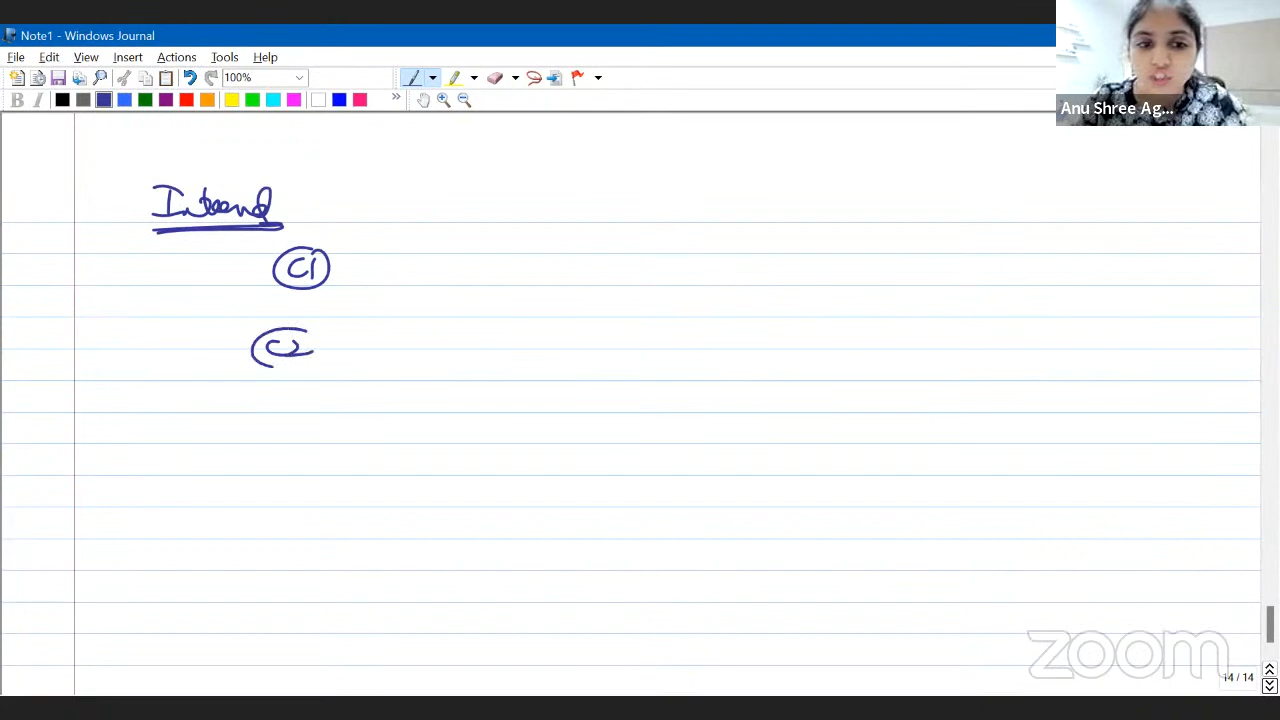 Note1 - Windows Journal
File Edit View Insert Actions Tools Help
100%
B I
Anu Shree Ag...
Internal
C1
C2
zoom
14 / 14